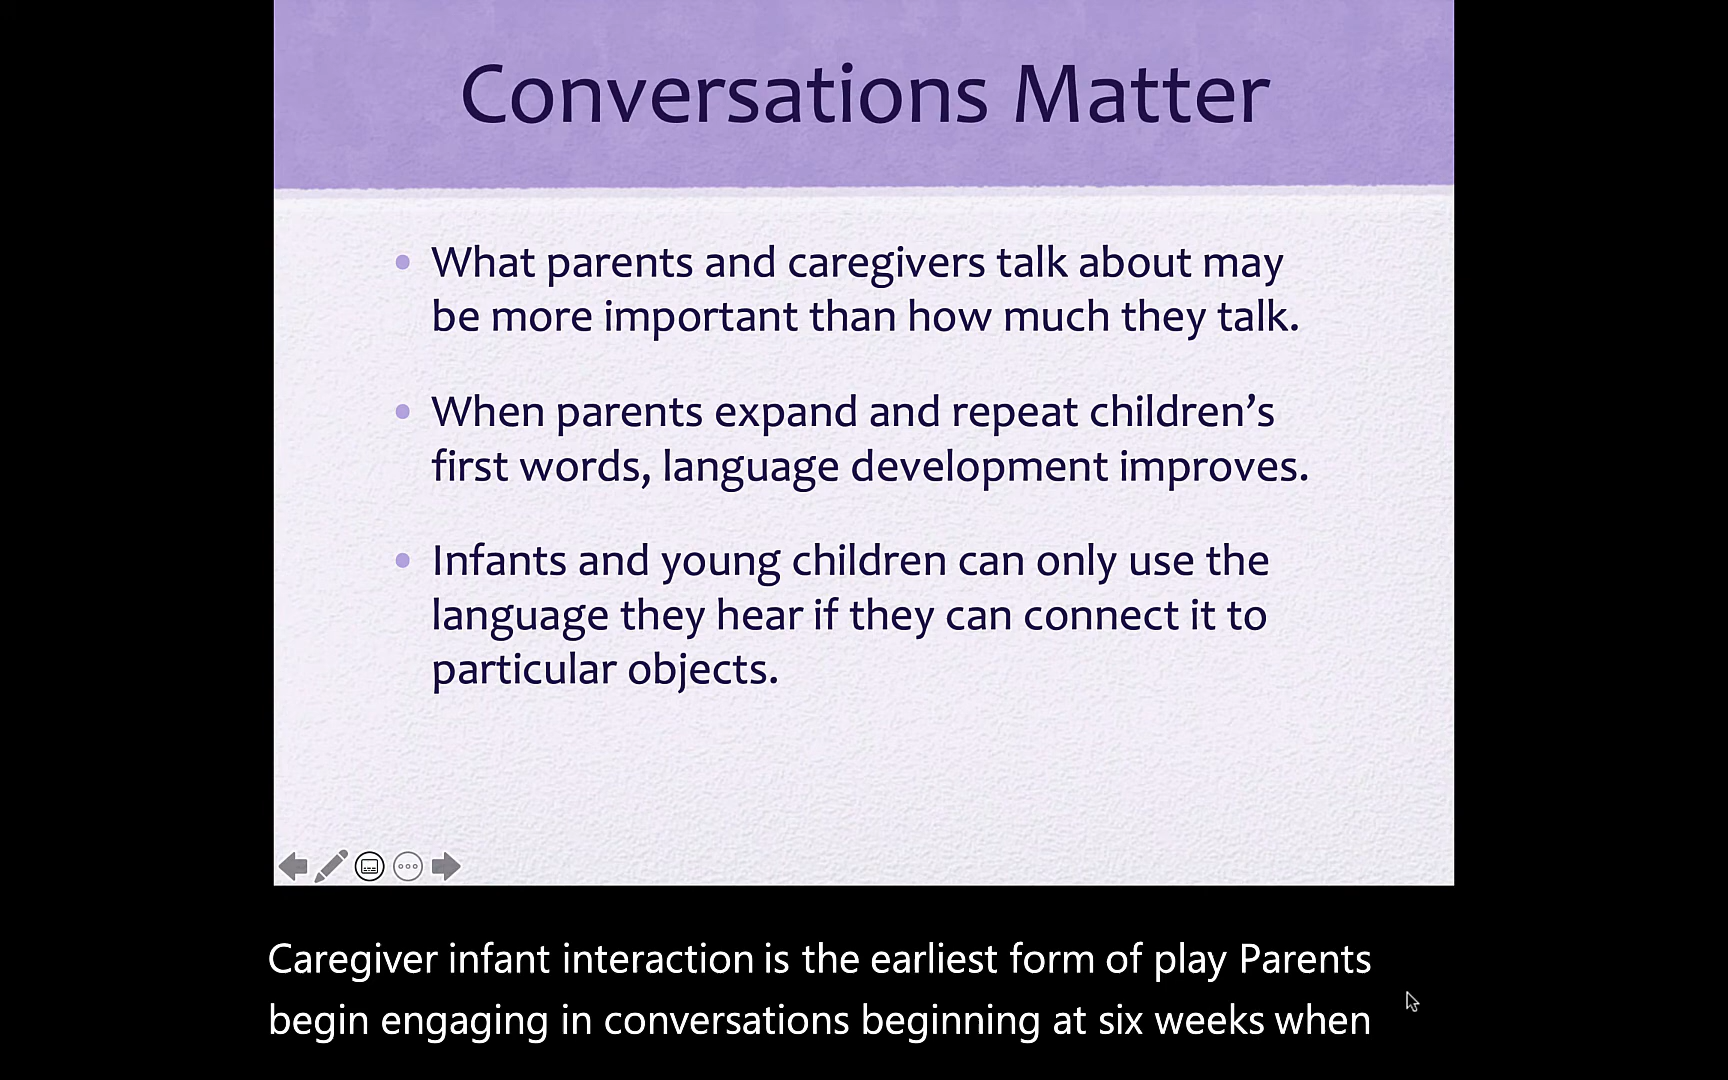 Conversations Matter
• What parents and caregivers talk about may
be more important than how much they talk.
• When parents expand and repeat children’s
first words, language development improves.
• Infants and young children can only use the
language they hear if they can connect it to
particular objects.
Caregiver infant interaction is the earliest form of play Parents
begin engaging in conversations beginning at six weeks when